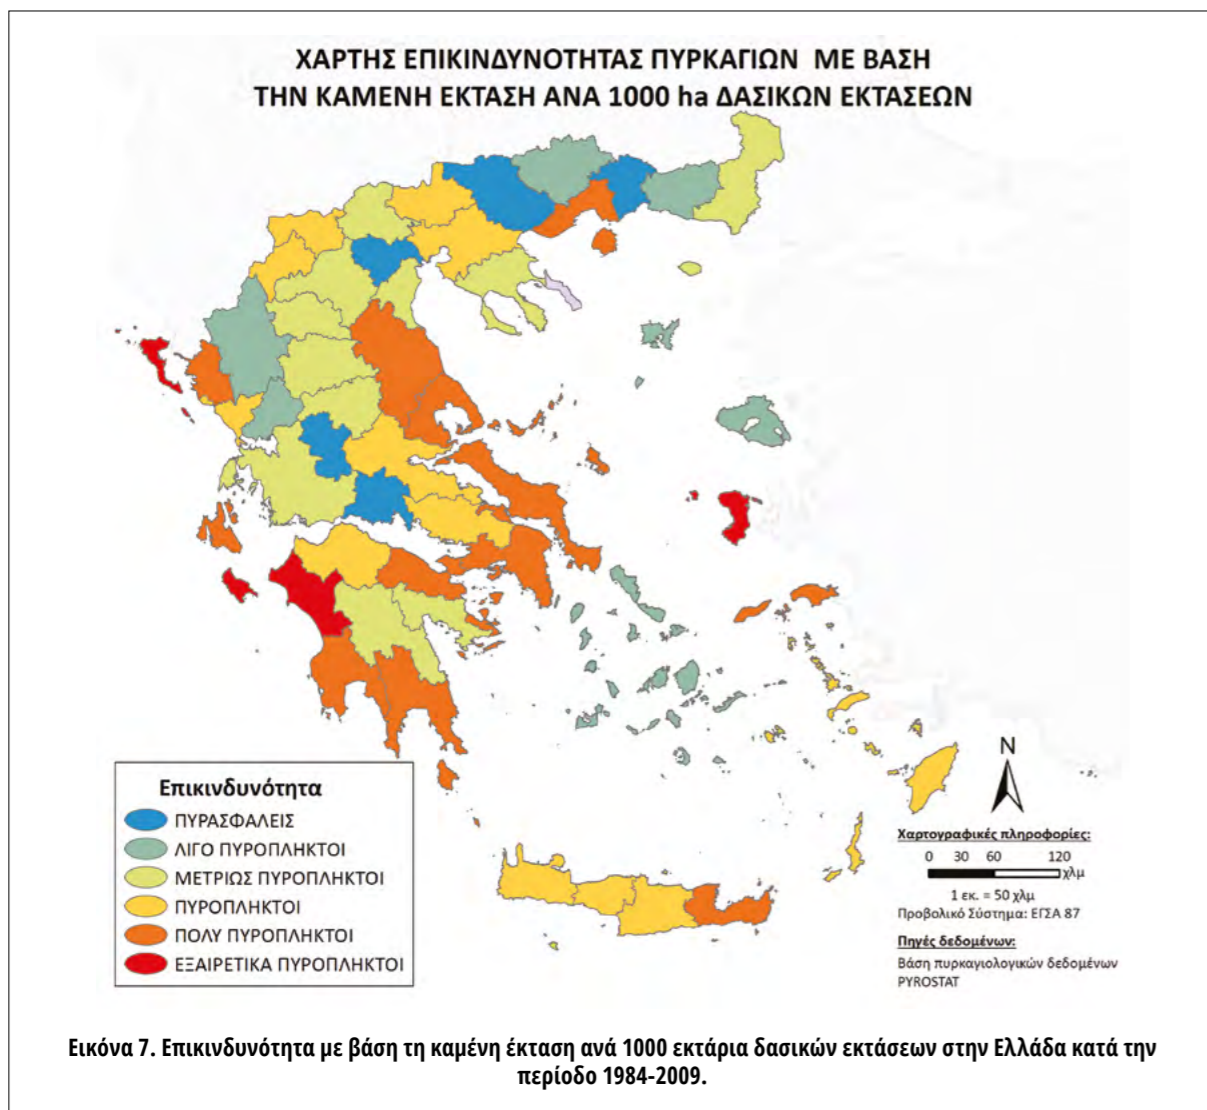 ΧΑΡΤΗΣ ΕΠΙΚΙΝΔΥΝΟΤΗΤΑΣ ΠΥΡΚΑΓΙΩΝ ΜΕ ΒΑΣΗ
ΤΗΝ ΚΑΜΕΝΗ ΕΚΤΑΣΗ ΑΝΑ 1000 ha ΔΑΣΙΚΩΝ ΕΚΤΑΣΕΩΝ
Επικινδυνότητα
ΠΥΡΑΣΦΑΛΕΙΣ
ΛΙΓΟ ΠΥΡΟΠΛΗΚΤΟΙ
ΜΕΤΡΙΩΣ ΠΥΡΟΠΛΗΚΤΟΙ
ΠΥΡΟΠΛΗΚΤΟΙ
ΠΟΛΥ ΠΥΡΟΠΛΗΚΤΟΙ
ΕΞΑΙΡΕΤΙΚΑ ΠΥΡΟΠΛΗΚΤΟΙ
N
Χαρτογραφικές πληροφορίες:
0 30 60 120
χλμ
1 εκ. = 50 χλμ
Προβολικό Σύστημα: ΕΓΣΑ 87
Πηγές δεδομένων:
Βάση πυρκαγιολογικών δεδομένων
PYROSTAT
Εικόνα 7. Επικινδυνότητα με βάση τη καμένη έκταση ανά 1000 εκτάρια δασικών εκτάσεων στην Ελλάδα κατά την
περίοδο 1984-2009.